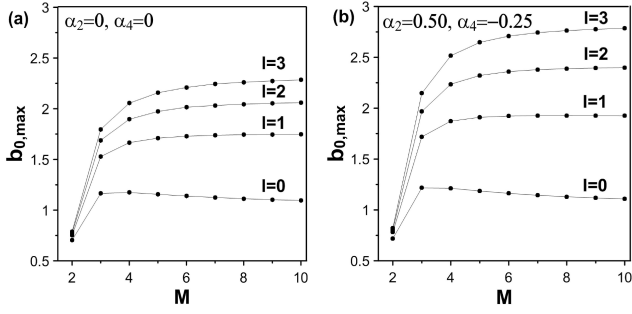 (a)
α₂=0, α₄=0
3
2.5
2
1.5
1
0.5
b₀,max
l=3
l=2
l=1
l=0
2 4 6 8 10
M
(b)
α₂=0.50, α₄=−0.25
3
2.5
2
1.5
1
0.5
b₀,max
l=3
l=2
l=1
l=0
2 4 6 8 10
M